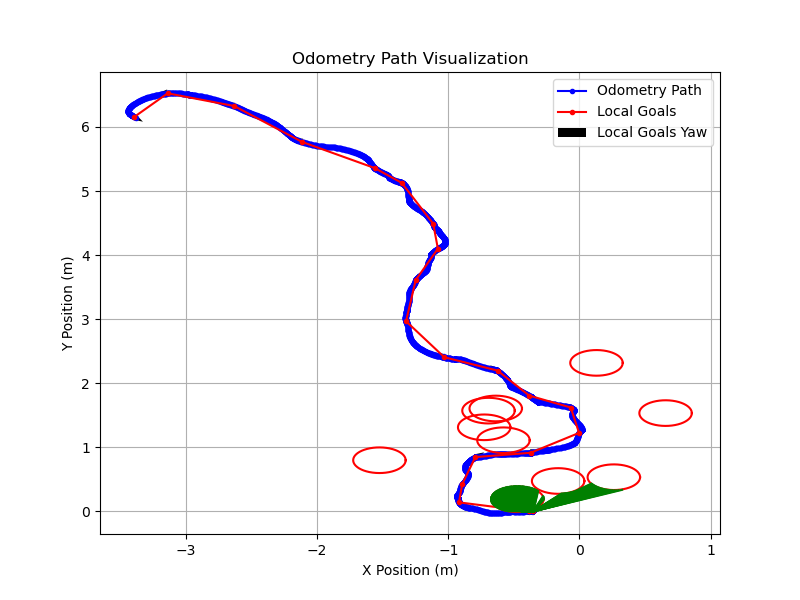 Odometry Path Visualization
Odometry Path
Local Goals
Local Goals Yaw
Y Position (m)
6
5
4
3
2
1
0
−3
−2
−1
0
1
X Position (m)